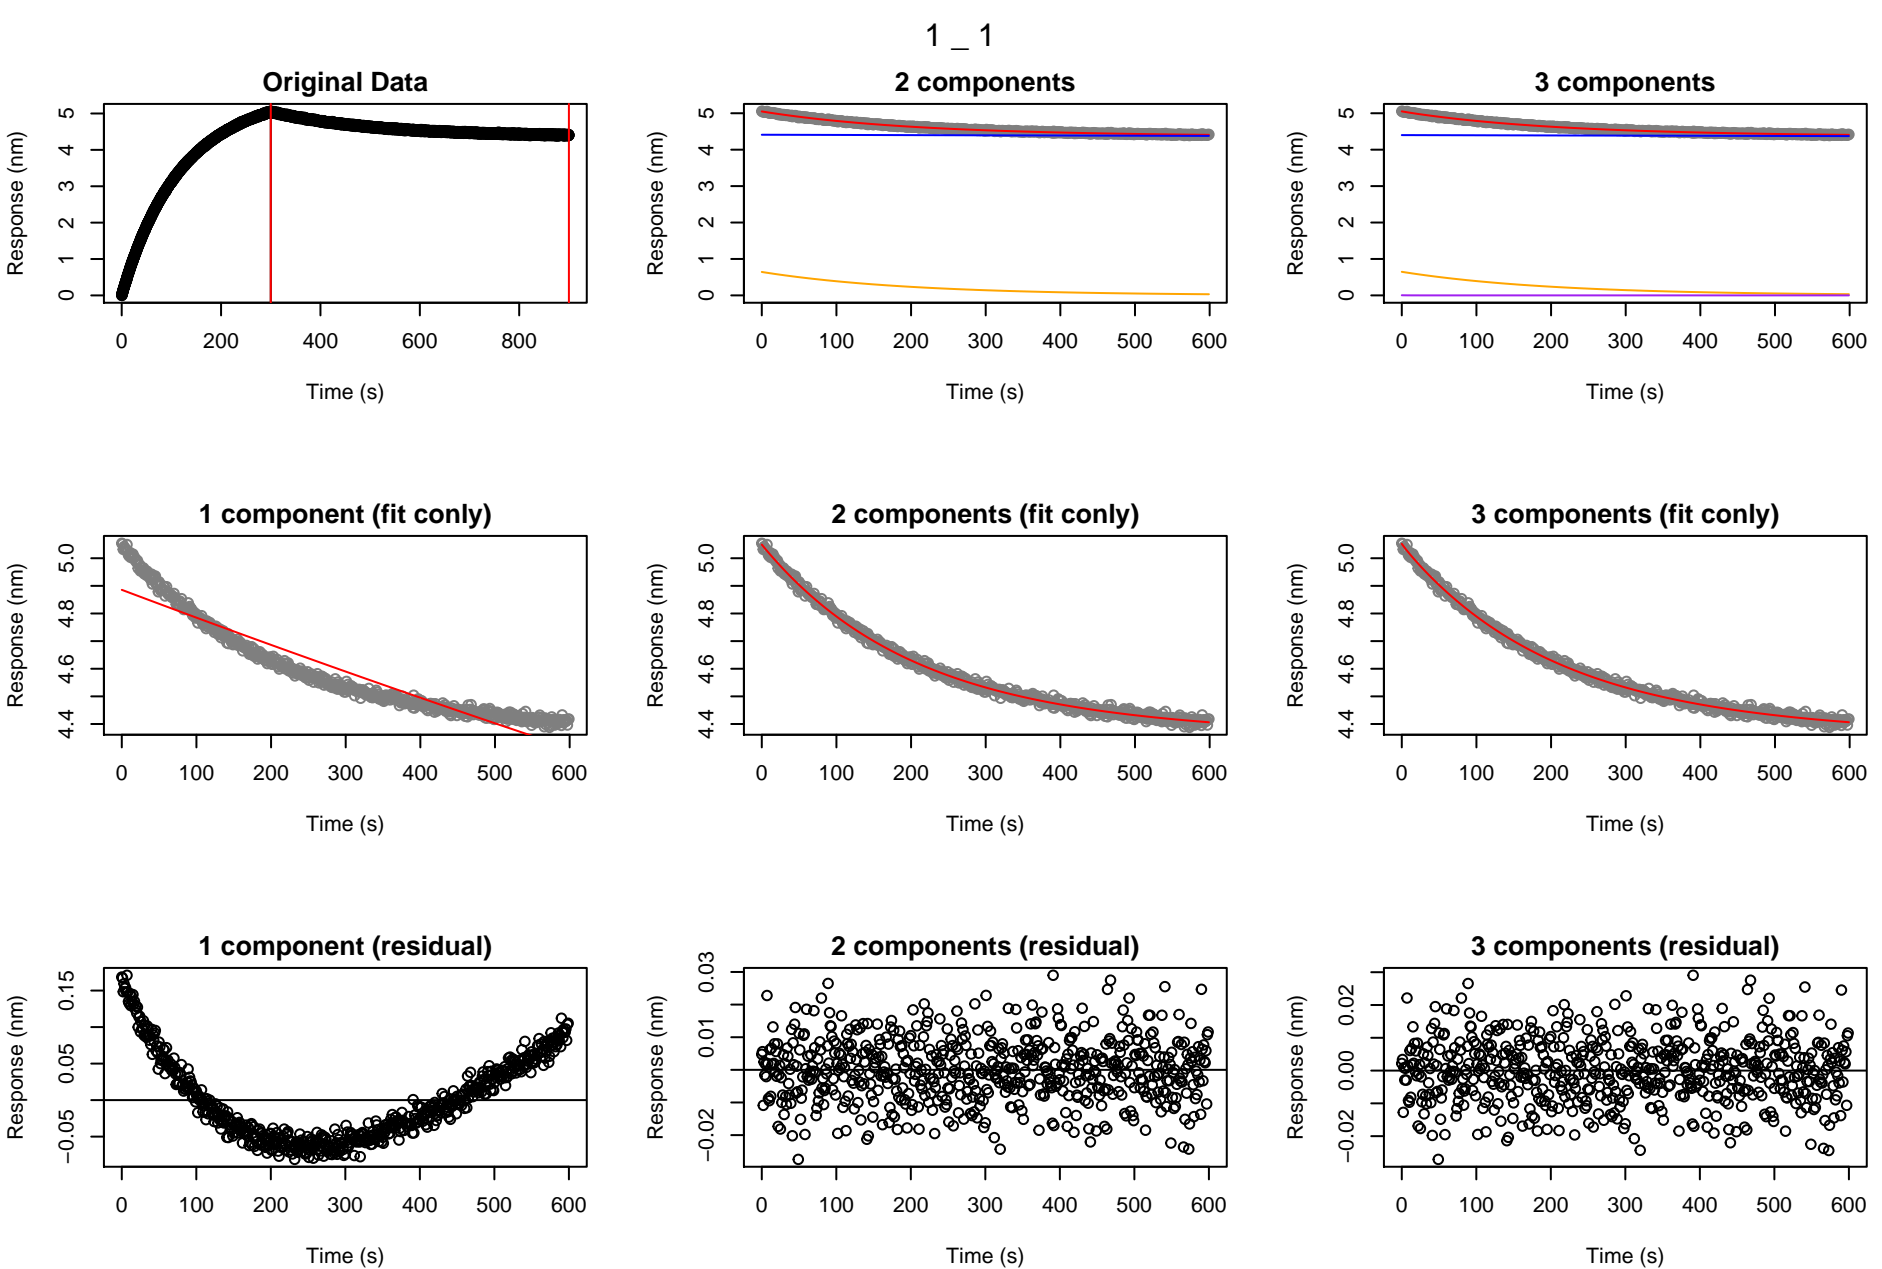 1 _ 1
Original Data
Response (nm)
0 1 2 3 4 5
0 200 400 600 800
Time (s)
2 components
Response (nm)
0 1 2 3 4 5
0 100 200 300 400 500 600
Time (s)
3 components
Response (nm)
0 1 2 3 4 5
0 100 200 300 400 500 600
Time (s)
1 component (fit conly)
Response (nm)
4.4 4.6 4.8 5.0
0 100 200 300 400 500 600
Time (s)
2 components (fit conly)
Response (nm)
4.4 4.6 4.8 5.0
0 100 200 300 400 500 600
Time (s)
3 components (fit conly)
Response (nm)
4.4 4.6 4.8 5.0
0 100 200 300 400 500 600
Time (s)
1 component (residual)
Response (nm)
−0.05 0.05 0.15
0 100 200 300 400 500 600
Time (s)
2 components (residual)
Response (nm)
−0.02 0.01 0.03
0 100 200 300 400 500 600
Time (s)
3 components (residual)
Response (nm)
−0.02 0.00 0.02
0 100 200 300 400 500 600
Time (s)